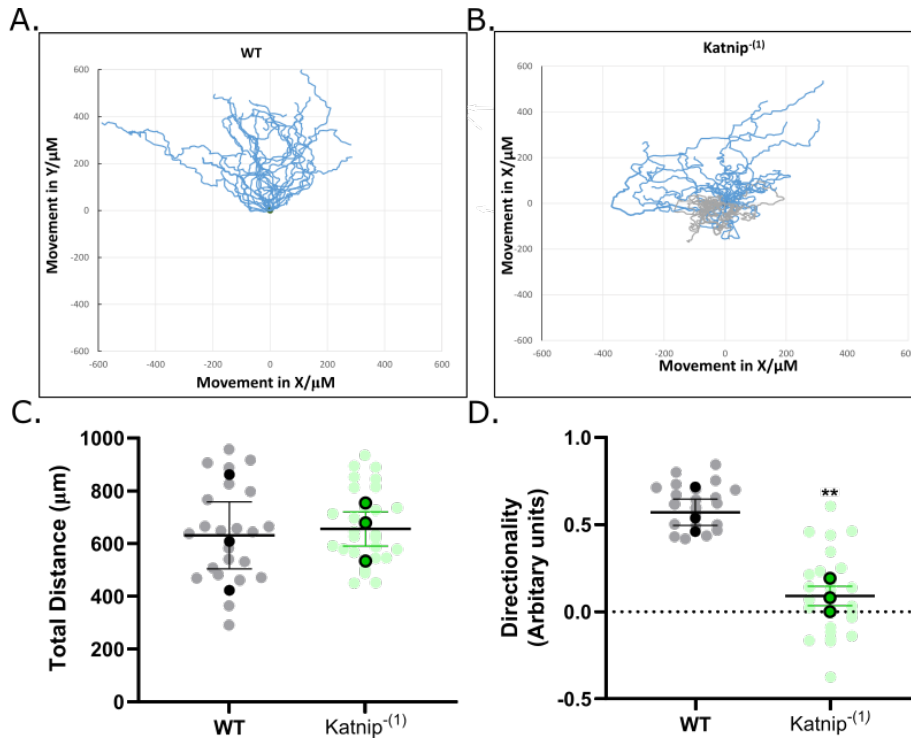 A.
WT
Movement in Y/µM
600
400
200
0
-200
-400
600
-600
-400
-200
0
200
400
600
Movement in X/µM
B.
Katnip-(1)
Movement in X/µM
600
400
200
0
-200
-400
600
-600
-400
-200
0
200
400
600
Movement in X/µM
C.
Total Distance (µm)
1000
800
600
400
200
0
WT
Katnip-(1)
D.
Directionality
(Arbitary units)
1.0
0.5
0.0
-0.5
**
WT
Katnip-(1)